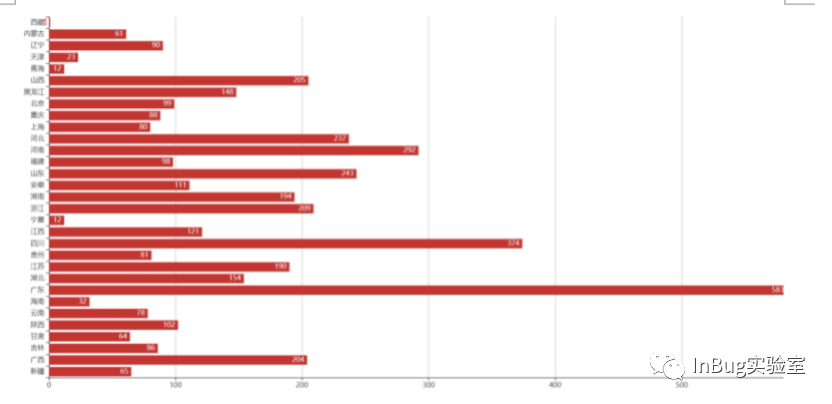 西藏
内蒙古 61
辽宁 90
天津 23
青海 12
山西 205
黑龙江 148
北京 99
重庆 88
上海 80
河北 237
河南 292
福建 98
山东 243
安徽 111
湖南 194
浙江 209
宁夏 12
江西 121
四川 374
贵州 81
江苏 190
湖北 154
广东 583
海南 32
云南 78
陕西 102
甘肃 64
吉林 86
广西 204
新疆 65
0 100 200 300 400 500
InBug实验室